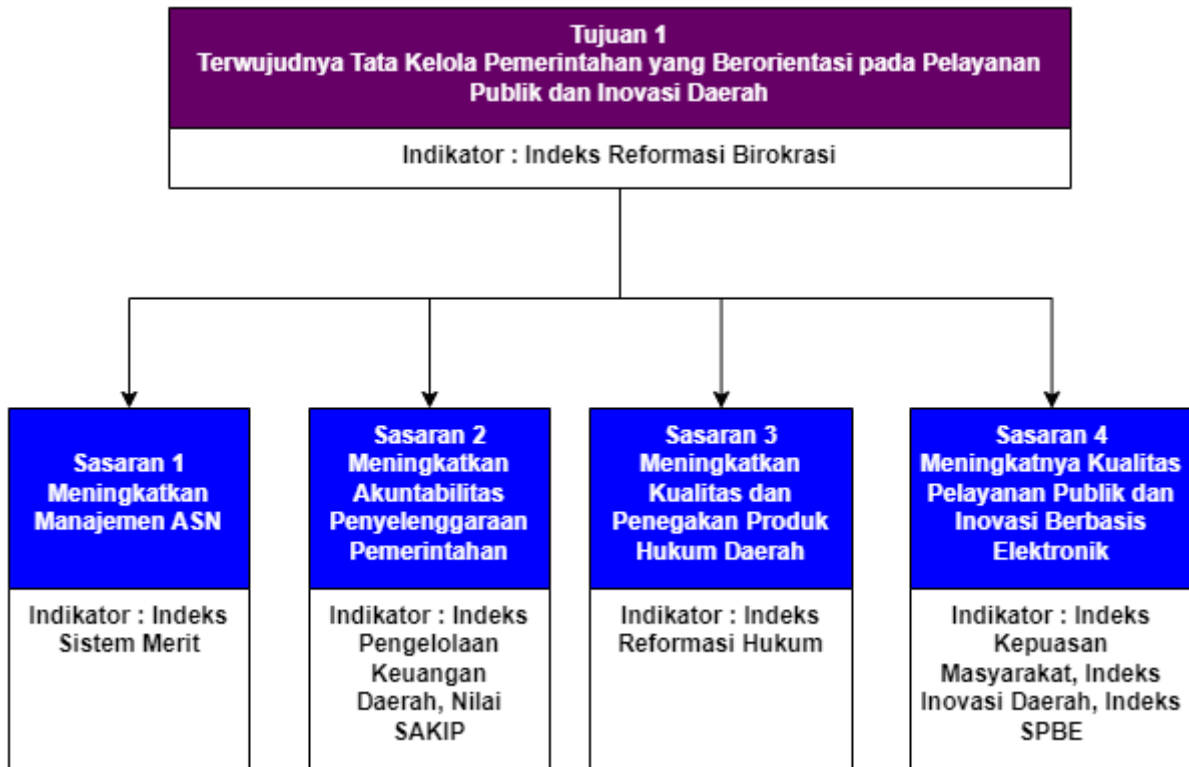 Tujuan 1
Terwujudnya Tata Kelola Pemerintahan yang Berorientasi pada Pelayanan
Publik dan Inovasi Daerah
Indikator : Indeks Reformasi Birokrasi
Sasaran 1
Meningkatkan
Manajemen ASN
Indikator : Indeks
Sistem Merit
Sasaran 2
Meningkatkan
Akuntabilitas
Penyelenggaraan
Pemerintahan
Indikator : Indeks
Pengelolaan
Keuangan
Daerah, Nilai
SAKIP
Sasaran 3
Meningkatkan
Kualitas dan
Penegakan Produk
Hukum Daerah
Indikator : Indeks
Reformasi Hukum
Sasaran 4
Meningkatnya Kualitas
Pelayanan Publik dan
Inovasi Berbasis
Elektronik
Indikator : Indeks
Kepuasan
Masyarakat, Indeks
Inovasi Daerah, Indeks
SPBE